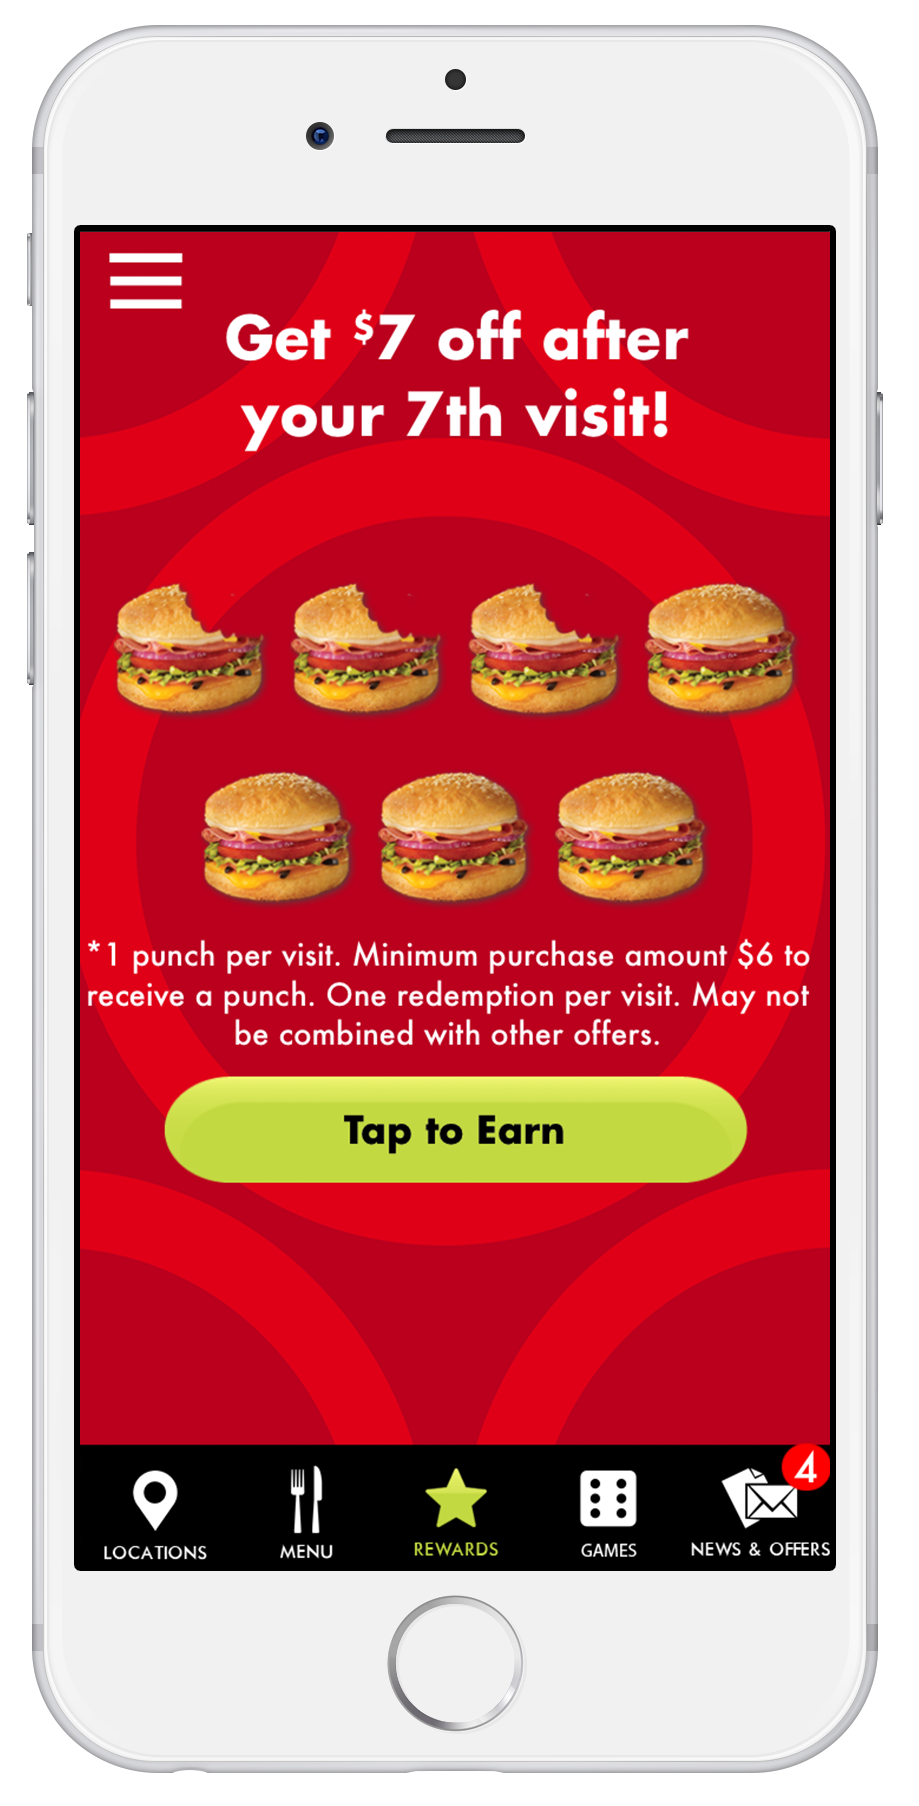 Get $7 off after
your 7th visit!
*1 punch per visit. Minimum purchase amount $6 to
receive a punch. One redemption per visit. May not
be combined with other offers.
Tap to Earn
4
LOCATIONS
MENU
REWARDS
GAMES
NEWS & OFFERS